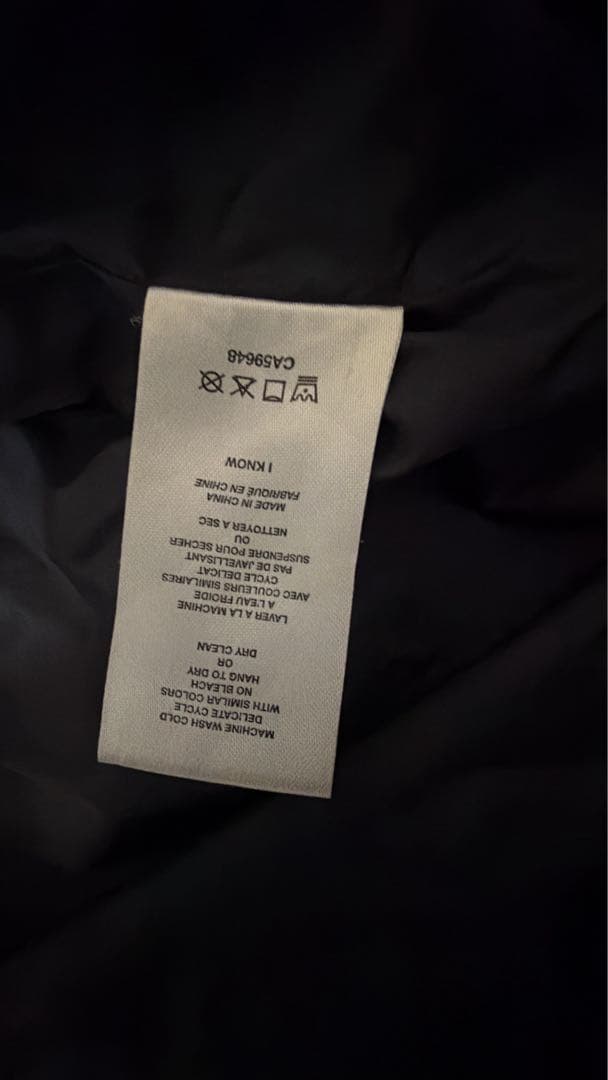 MACHINE WASH COLD
DELICATE CYCLE
WITH SIMILAR COLORS
NO BLEACH
HANG TO DRY
OR
DRY CLEAN
LAVER A LA MACHINE
A L'EAU FROIDE
AVEC COULEURS SIMILAIRES
CYCLE DELICAT
PAS DE JAVELLISANT
SUSPENDRE POUR SECHER
OU
NETTOYER A SEC
MADE IN CHINA
FABRIQUÉ EN CHINE
I KNOW
CA59648